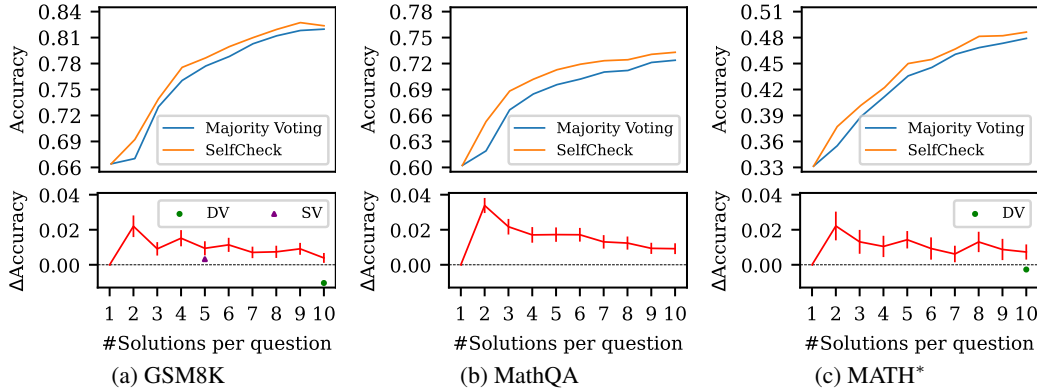 Accuracy
0.84
0.81
0.78
0.75
0.72
0.69
0.66
Majority Voting
SelfCheck
ΔAccuracy
0.04
0.02
0.00
DV
SV
1 2 3 4 5 6 7 8 9 10
#Solutions per question
(a) GSM8K
Accuracy
0.75
0.72
0.69
0.66
0.63
0.60
Majority Voting
SelfCheck
ΔAccuracy
0.04
0.02
0.00
1 2 3 4 5 6 7 8 9 10
#Solutions per question
(b) MathQA
Accuracy
0.51
0.48
0.45
0.42
0.39
0.36
0.33
Majority Voting
SelfCheck
ΔAccuracy
0.04
0.02
0.00
DV
1 2 3 4 5 6 7 8 9 10
#Solutions per question
(c) MATH*